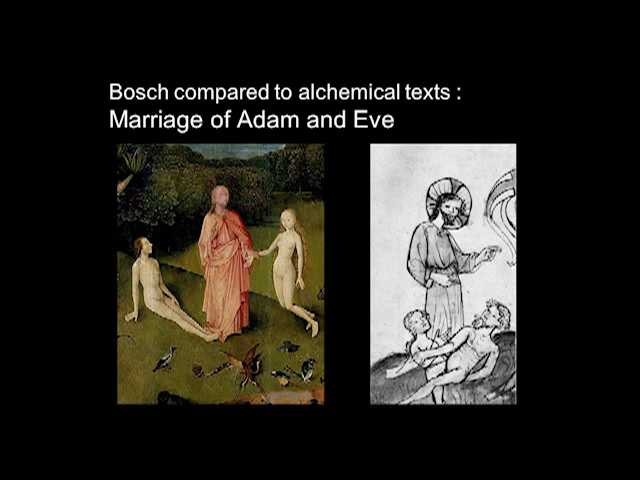 Bosch compared to alchemical texts :
Marriage of Adam and Eve